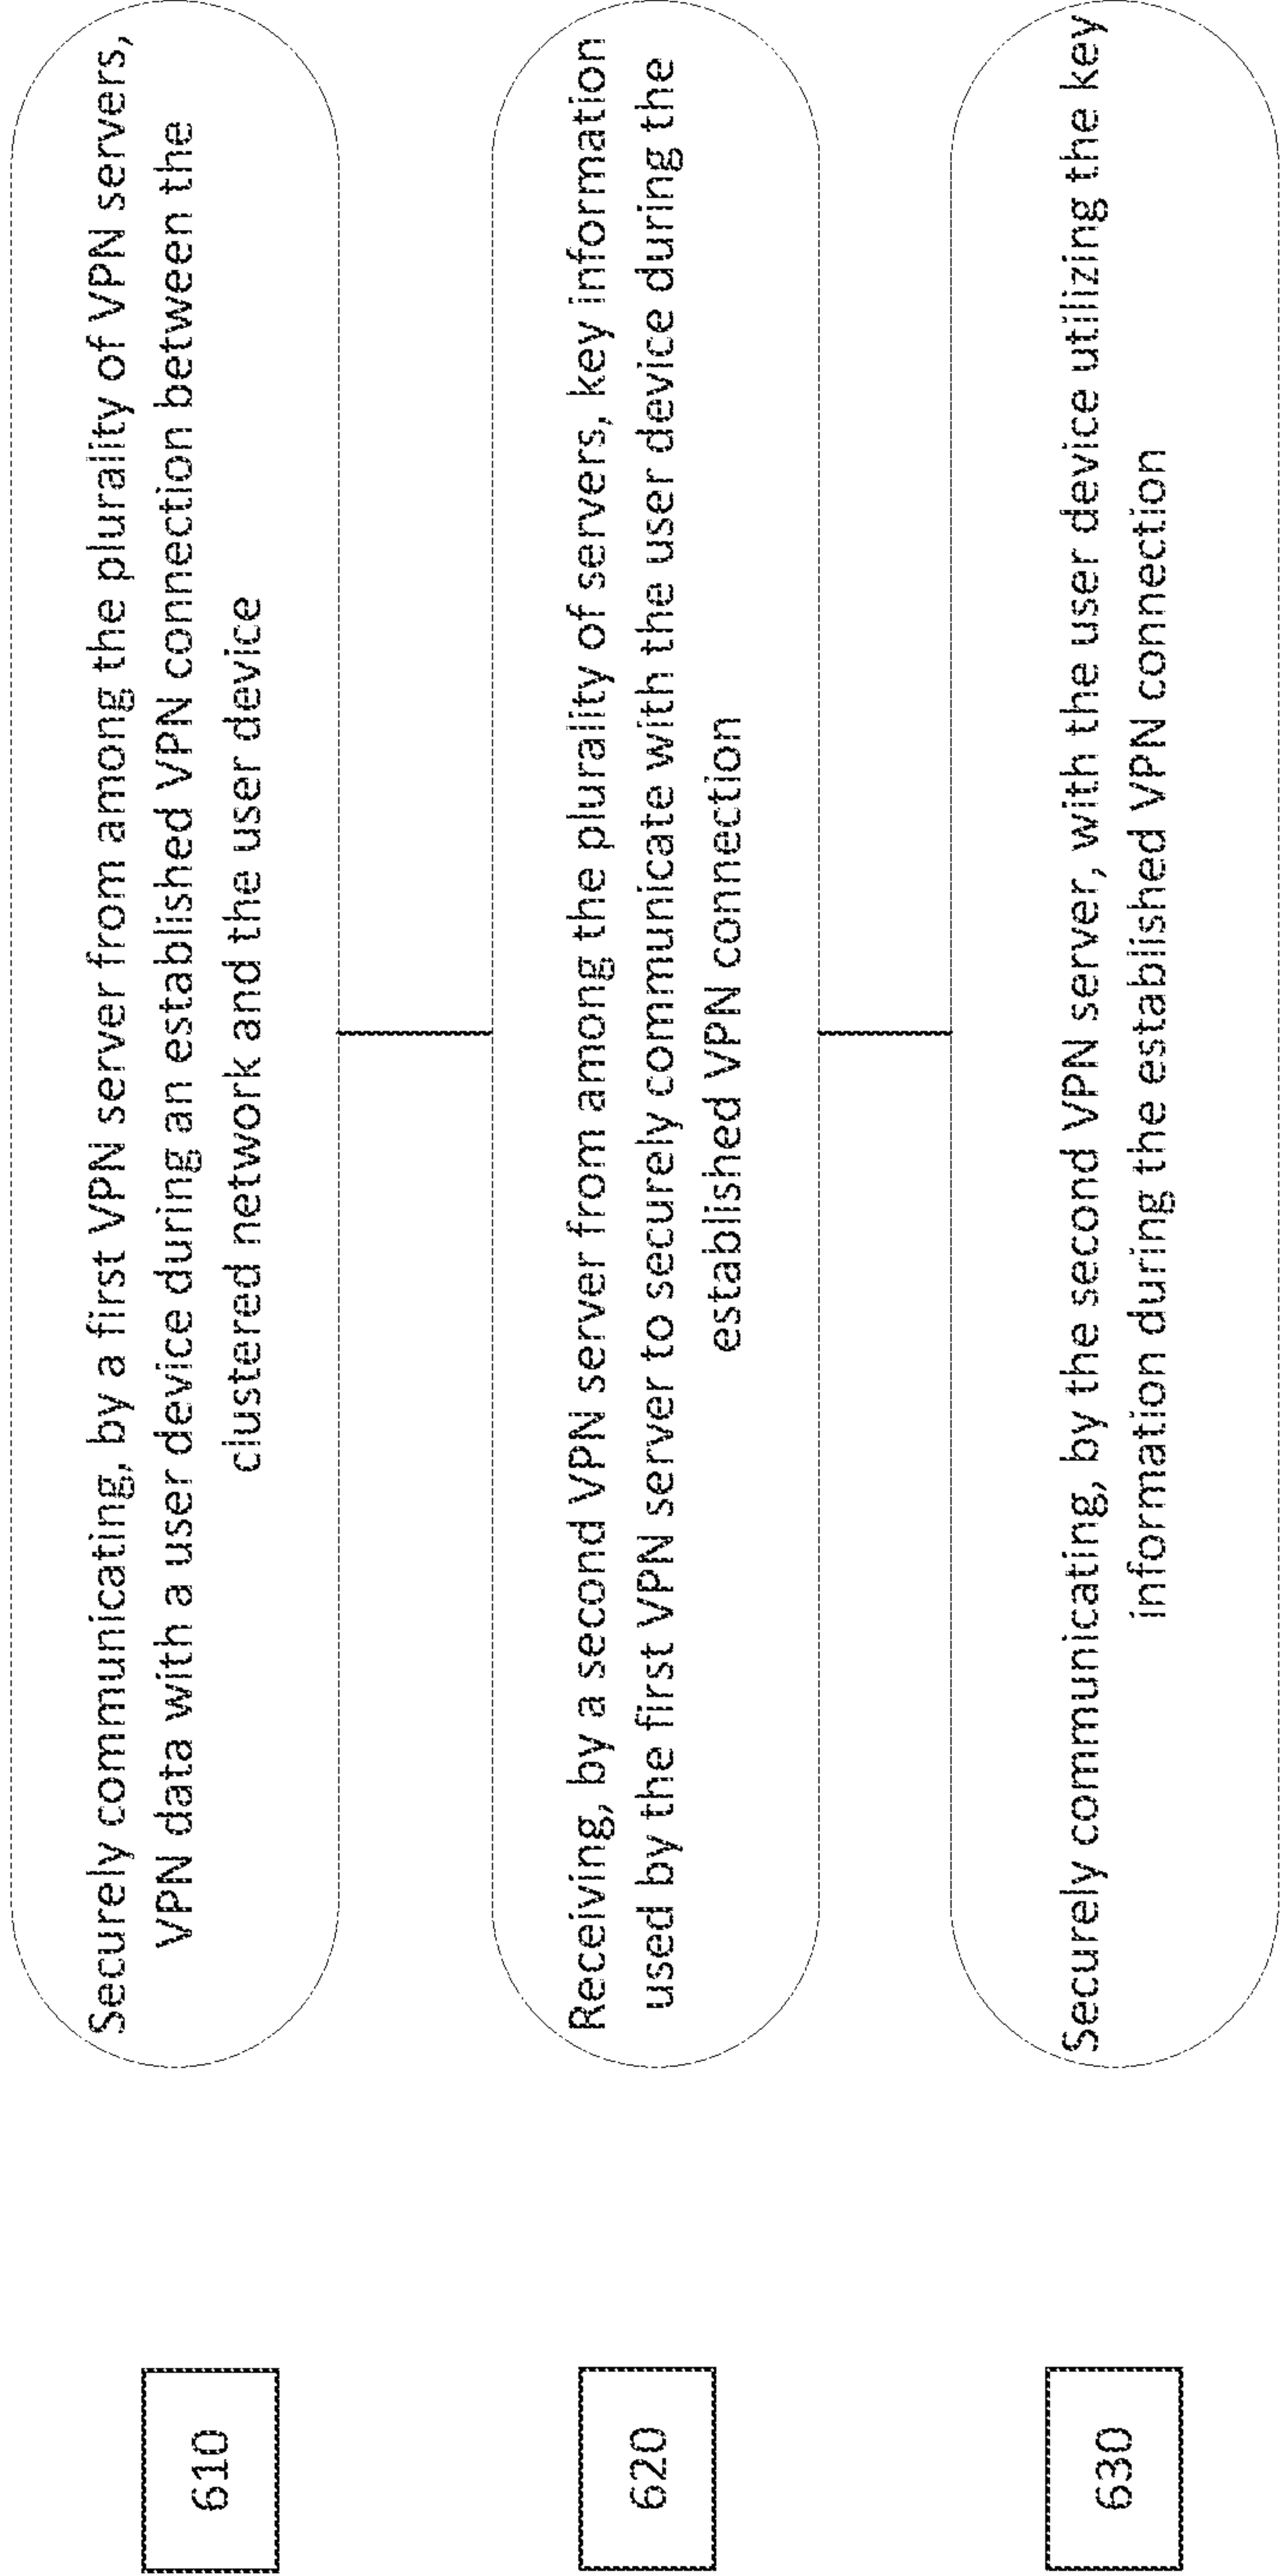 610
Securely communicating, by a first VPN server from among the plurality of VPN servers,
VPN data with a user device during an established VPN connection between the
clustered network and the user device
620
Receiving, by a second VPN server from among the plurality of servers, key information
used by the first VPN server to securely communicate with the user device during the
established VPN connection
630
Securely communicating, by the second VPN server, with the user device utilizing the key
information during the established VPN connection